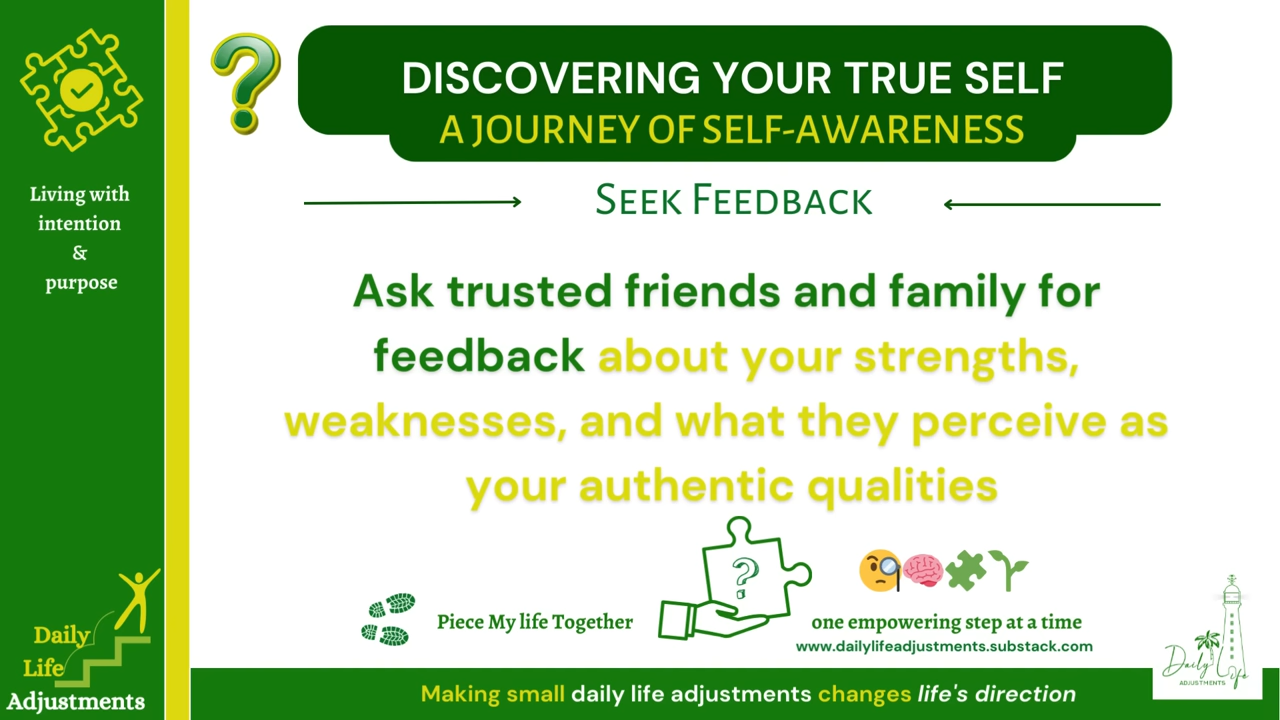 Living with
intention
&
purpose
Daily
Life
Adjustments
?
DISCOVERING YOUR TRUE SELF
A JOURNEY OF SELF-AWARENESS
SEEK FEEDBACK
Ask trusted friends and family for
feedback about your strengths,
weaknesses, and what they perceive as
your authentic qualities
?
Piece My life Together
one empowering step at a time
www.dailylifeadjustments.substack.com
Making small daily life adjustments changes life's direction
Daily Life
ADJUSTMENTS